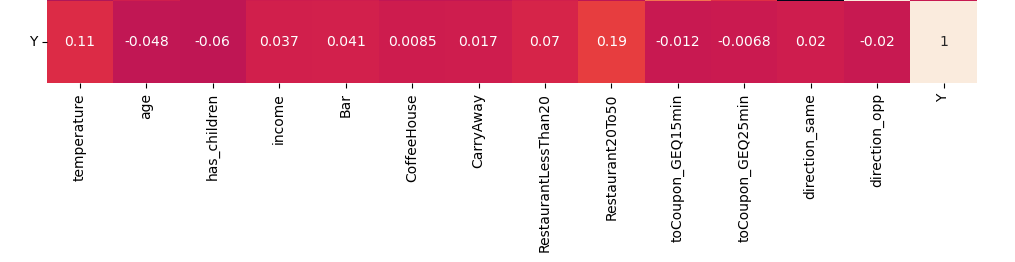 Y 0.11 -0.048 -0.06 0.037 0.041 0.0085 0.017 0.07 0.19 -0.012 -0.0068 0.02 -0.02 1
temperature
age
has_children
income
Bar
CoffeeHouse
CarryAway
RestaurantLessThan20
Restaurant20To50
toCoupon_GEQ15min
toCoupon_GEQ25min
direction_same
direction_opp
Y